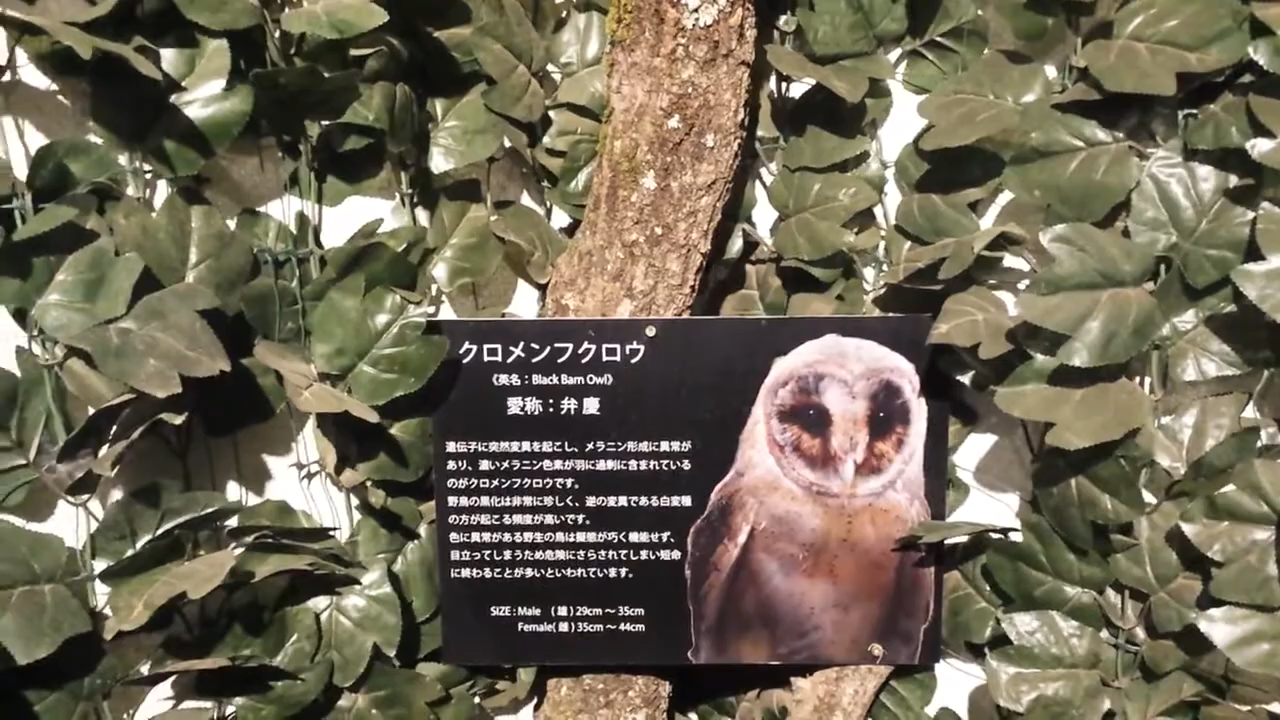 クロメンフクロウ
《英名：Black Barn Owl》
愛称：弁慶
遺伝子に突然変異を起こし、メラニン形成に異常が
あり、濃いメラニン色素が羽に過剰に含まれている
のがクロメンフクロウです。
野鳥の黒化は非常に珍しく、逆の変異である白変種
の方が起こる頻度が高いです。
色に異常がある野生の鳥は擬態が巧く機能せず、
目立ってしまうため危険にさらされてしまい短命
に終わることが多いといわれています。
SIZE : Male （ 雄 ) 29cm ～ 35cm
Female( 雌 ) 35cm ～ 44cm